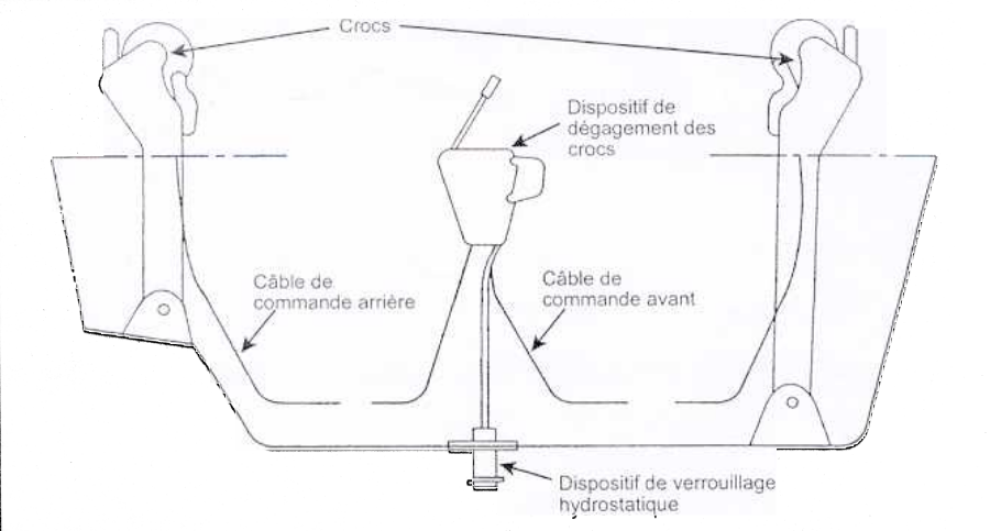 Crocs
Dispositif de
dégagement des
crocs
Câble de
commande arrière
Câble de
commande avant
Dispositif de verrouillage
hydrostatique